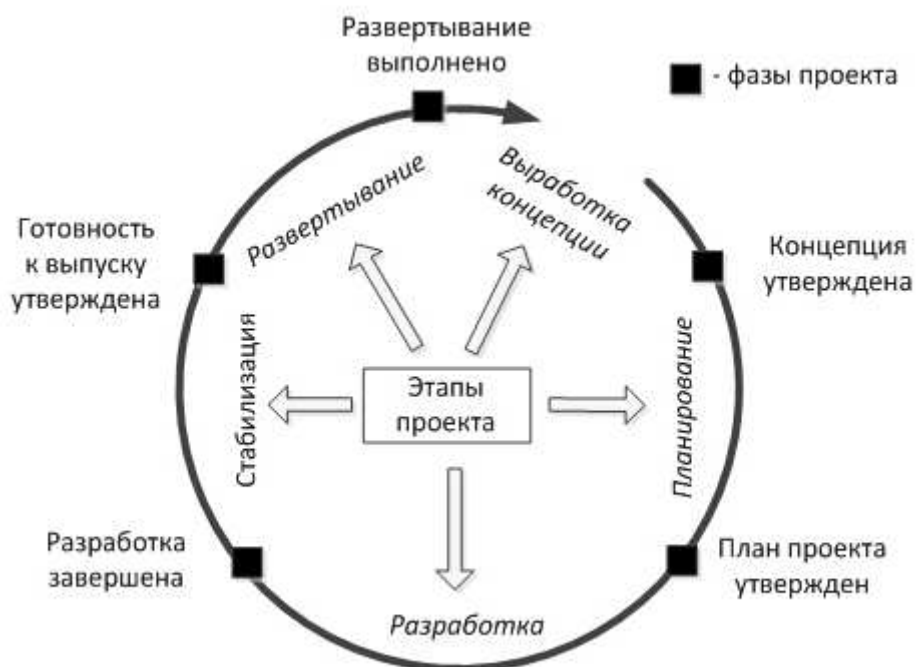 Развертывание
выполнено
- фазы проекта
Развертывание
Выработка
концепции
Готовность
к выпуску
утверждена
Концепция
утверждена
Стабилизация
Этапы
проекта
Планирование
Разработка
завершена
План проекта
утвержден
Разработка